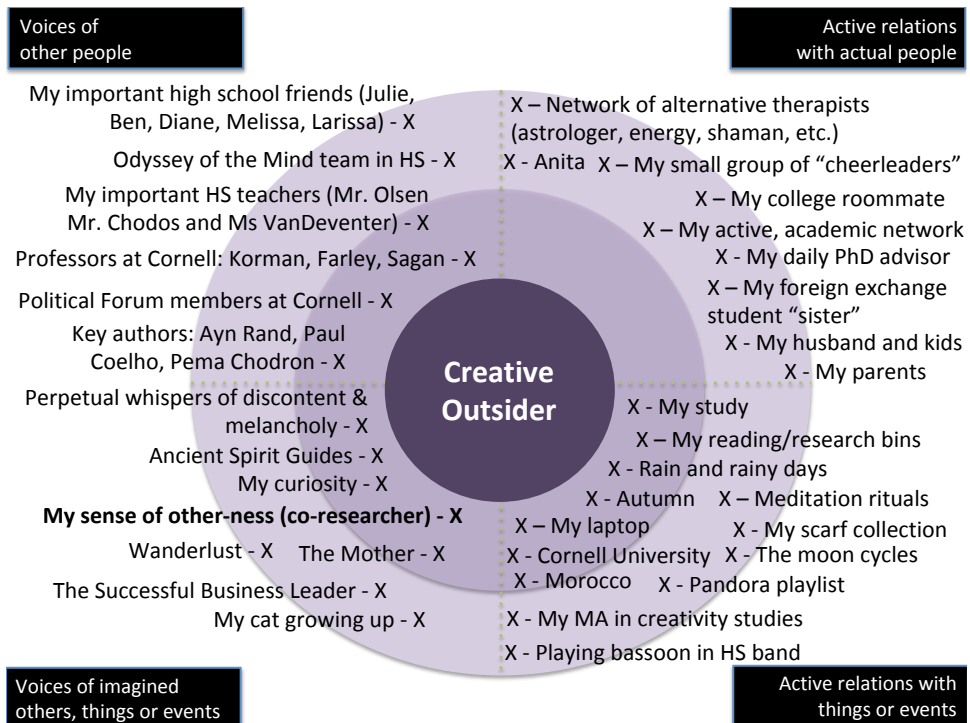 Voices of
other people
Active relations
with actual people
My important high school friends (Julie,
Ben, Diane, Melissa, Larissa) - X
Odyssey of the Mind team in HS - X
My important HS teachers (Mr. Olsen
Mr. Chodos and Ms VanDeventer) - X
Professors at Cornell: Korman, Farley, Sagan - X
Political Forum members at Cornell - X
Key authors: Ayn Rand, Paul
Coelho, Pema Chodron - X
X – Network of alternative therapists
(astrologer, energy, shaman, etc.)
X - Anita
X – My small group of “cheerleaders”
X – My college roommate
X – My active, academic network
X - My daily PhD advisor
X – My foreign exchange
student “sister”
X - My husband and kids
X - My parents
Creative
Outsider
Perpetual whispers of discontent &
melancholy - X
Ancient Spirit Guides - X
My curiosity - X
My sense of other-ness (co-researcher) - X
Wanderlust - X
The Mother - X
The Successful Business Leader - X
My cat growing up - X
X - My study
X – My reading/research bins
X - Rain and rainy days
X - Autumn
X – Meditation rituals
X – My laptop
X - My scarf collection
X - Cornell University
X - The moon cycles
X - Morocco
X - Pandora playlist
X - My MA in creativity studies
X - Playing bassoon in HS band
Voices of imagined
others, things or events
Active relations with
things or events